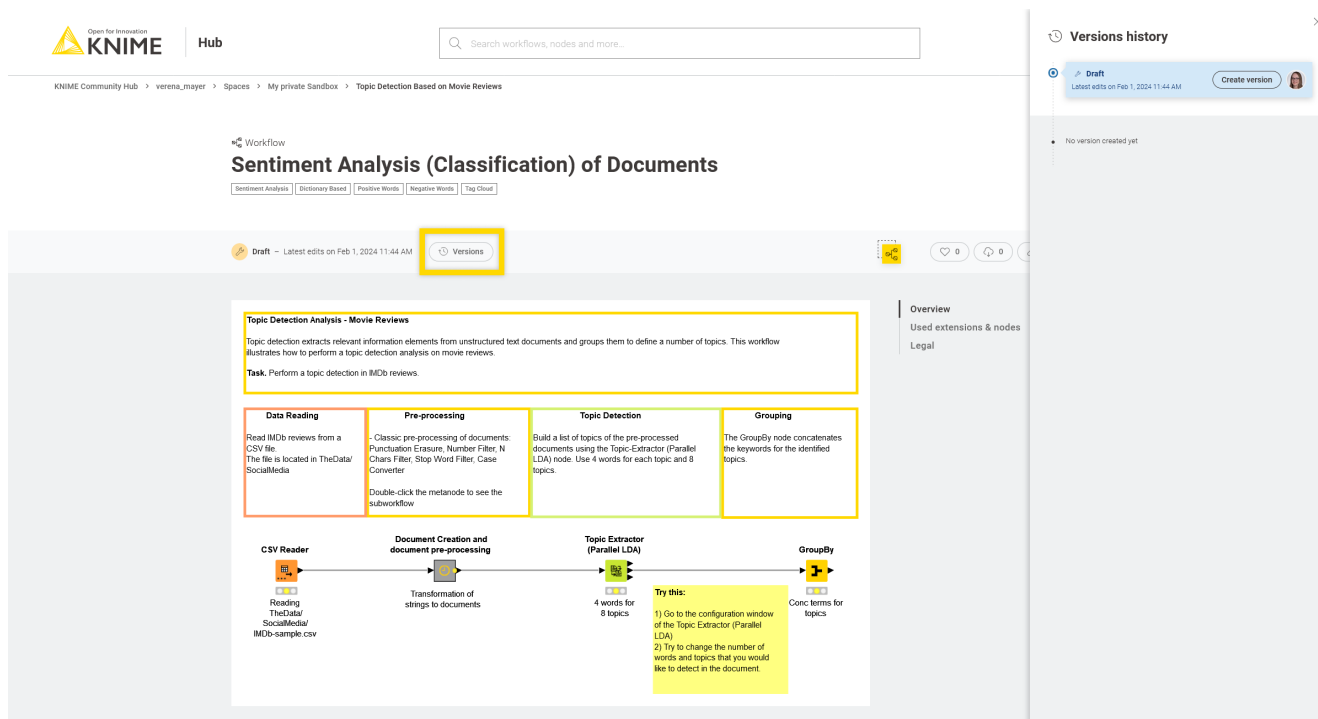 Open for Innovation
KNIME
Hub
Search workflows, nodes and more...
KNIME Community Hub > verena_mayer > Spaces > My private Sandbox > Topic Detection Based on Movie Reviews
Workflow
Sentiment Analysis (Classification) of Documents
Sentiment Analysis Dictionary Based Positive Words Negative Words Tag Cloud
Draft – Latest edits on Feb 1, 2024 11:44 AM
Versions
0 0
Topic Detection Analysis - Movie Reviews
Topic detection extracts relevant information elements from unstructured text documents and groups them to define a number of topics. This workflow
illustrates how to perform a topic detection analysis on movie reviews.
Task. Perform a topic detection in IMDb reviews.
Data Reading
Read IMDb reviews from a
CSV file.
The file is located in TheData/
SocialMedia
Pre-processing
- Classic pre-processing of documents:
Punctuation Erasure, Number Filter, N
Chars Filter, Stop Word Filter, Case
Converter
Double-click the metanode to see the
subworkflow
Topic Detection
Build a list of topics of the pre-processed
documents using the Topic-Extractor (Parallel
LDA) node. Use 4 words for each topic and 8
topics.
Grouping
The GroupBy node concatenates
the keywords for the identified
topics.
CSV Reader
Reading
TheData/
SocialMedia/
IMDb-sample.csv
Document Creation and
document pre-processing
Transformation of
strings to documents
Topic Extractor
(Parallel LDA)
4 words for
8 topics
Try this:
1) Go to the configuration window
of the Topic Extractor (Parallel
LDA)
2) Try to change the number of
words and topics that you would
like to detect in the document.
GroupBy
Conc terms for
topics
Overview
Used extensions & nodes
Legal
Versions history
Draft
Latest edits on Feb 1, 2024 11:44 AM
Create version
No version created yet